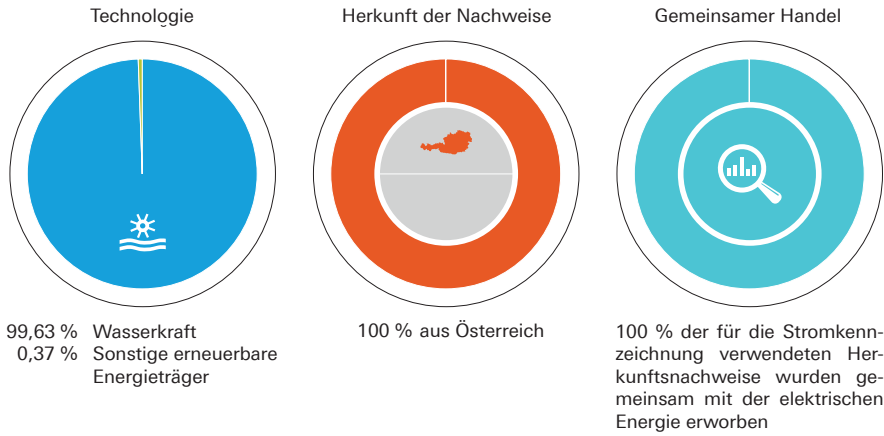 Technologie
99,63 % Wasserkraft
0,37 % Sonstige erneuerbare
Energieträger
Herkunft der Nachweise
100 % aus Österreich
Gemeinsamer Handel
100 % der für die Stromkenn-
zeichnung verwendeten Her-
kunftsnachweise wurden ge-
meinsam mit der elektrischen
Energie erworben